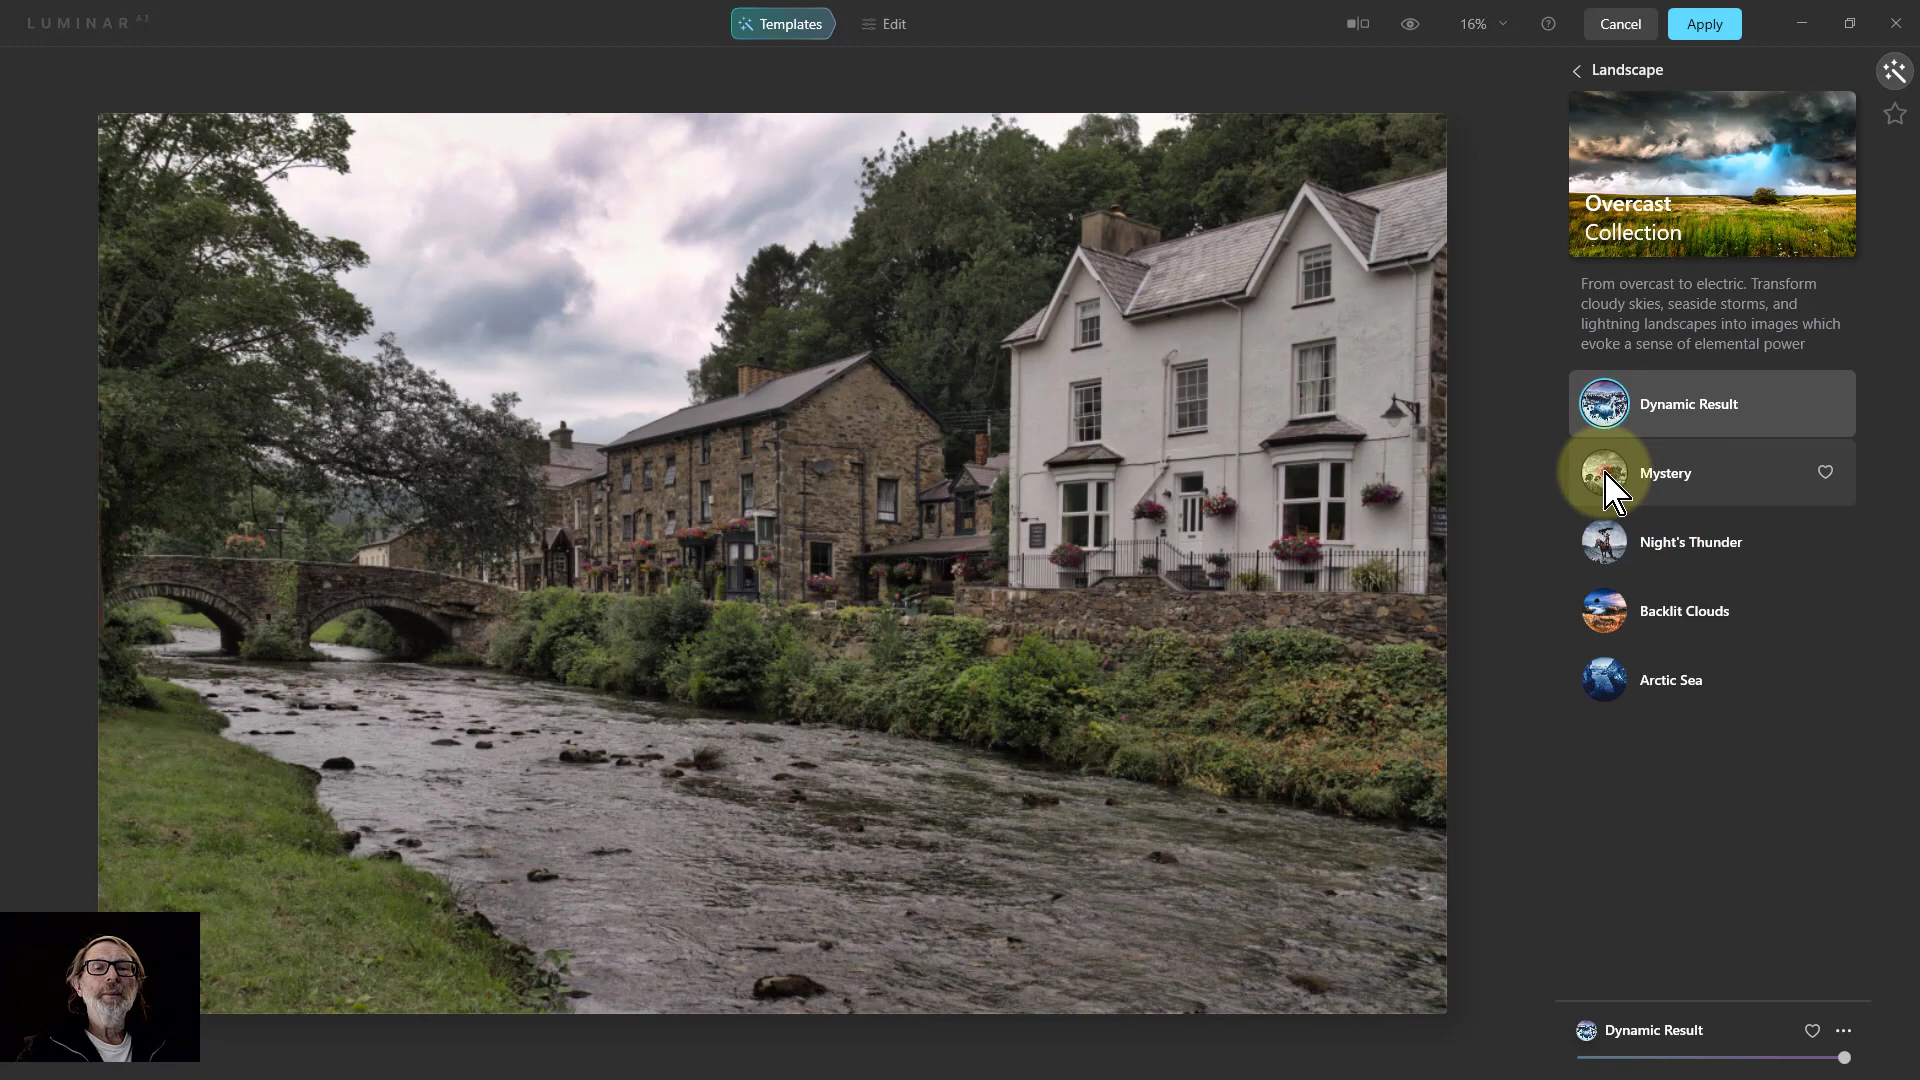 LUMINAR AI
Templates
Edit
16%
Cancel
Apply
Landscape
Overcast
Collection
From overcast to electric. Transform
cloudy skies, seaside storms, and
lightning landscapes into images which
evoke a sense of elemental power
Dynamic Result
Mystery
Night's Thunder
Backlit Clouds
Arctic Sea
Dynamic Result